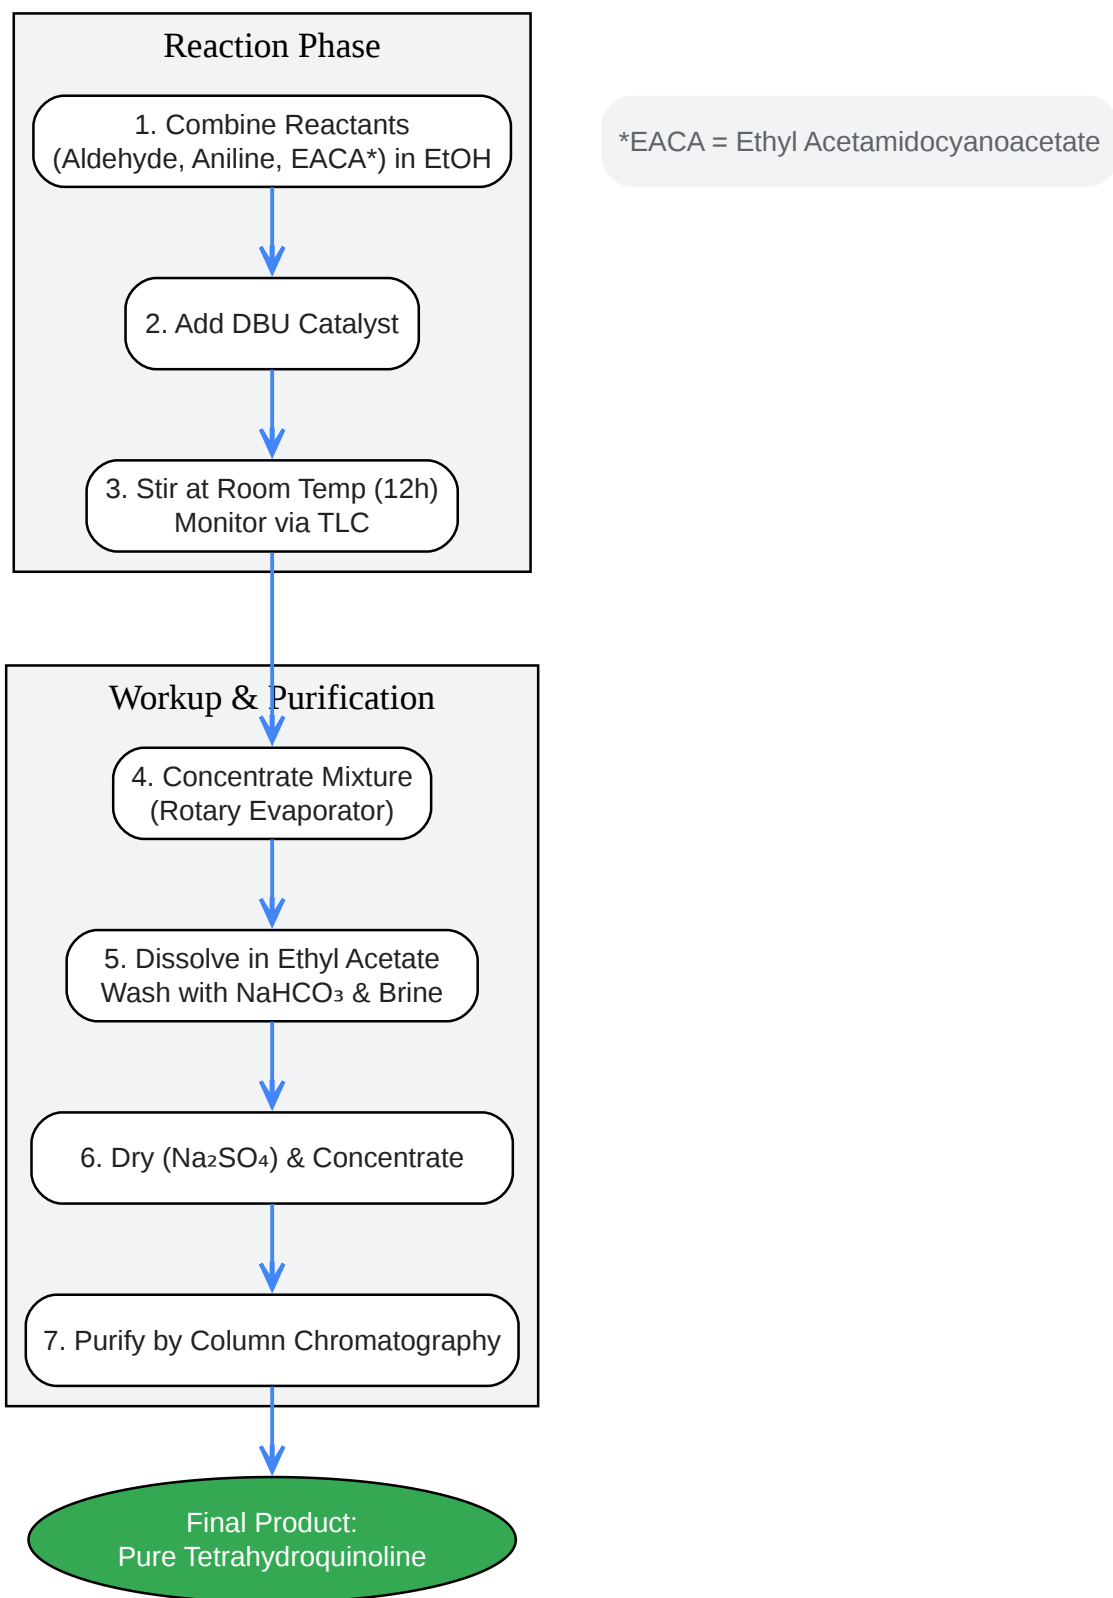 Reaction Phase
1. Combine Reactants
(Aldehyde, Aniline, EACA*) in EtOH
*EACA = Ethyl Acetamidocyanoacetate
2. Add DBU Catalyst
3. Stir at Room Temp (12h)
Monitor via TLC
Workup & Purification
4. Concentrate Mixture
(Rotary Evaporator)
5. Dissolve in Ethyl Acetate
Wash with NaHCO₃ & Brine
6. Dry (Na₂SO₄) & Concentrate
7. Purify by Column Chromatography
Final Product:
Pure Tetrahydroquinoline